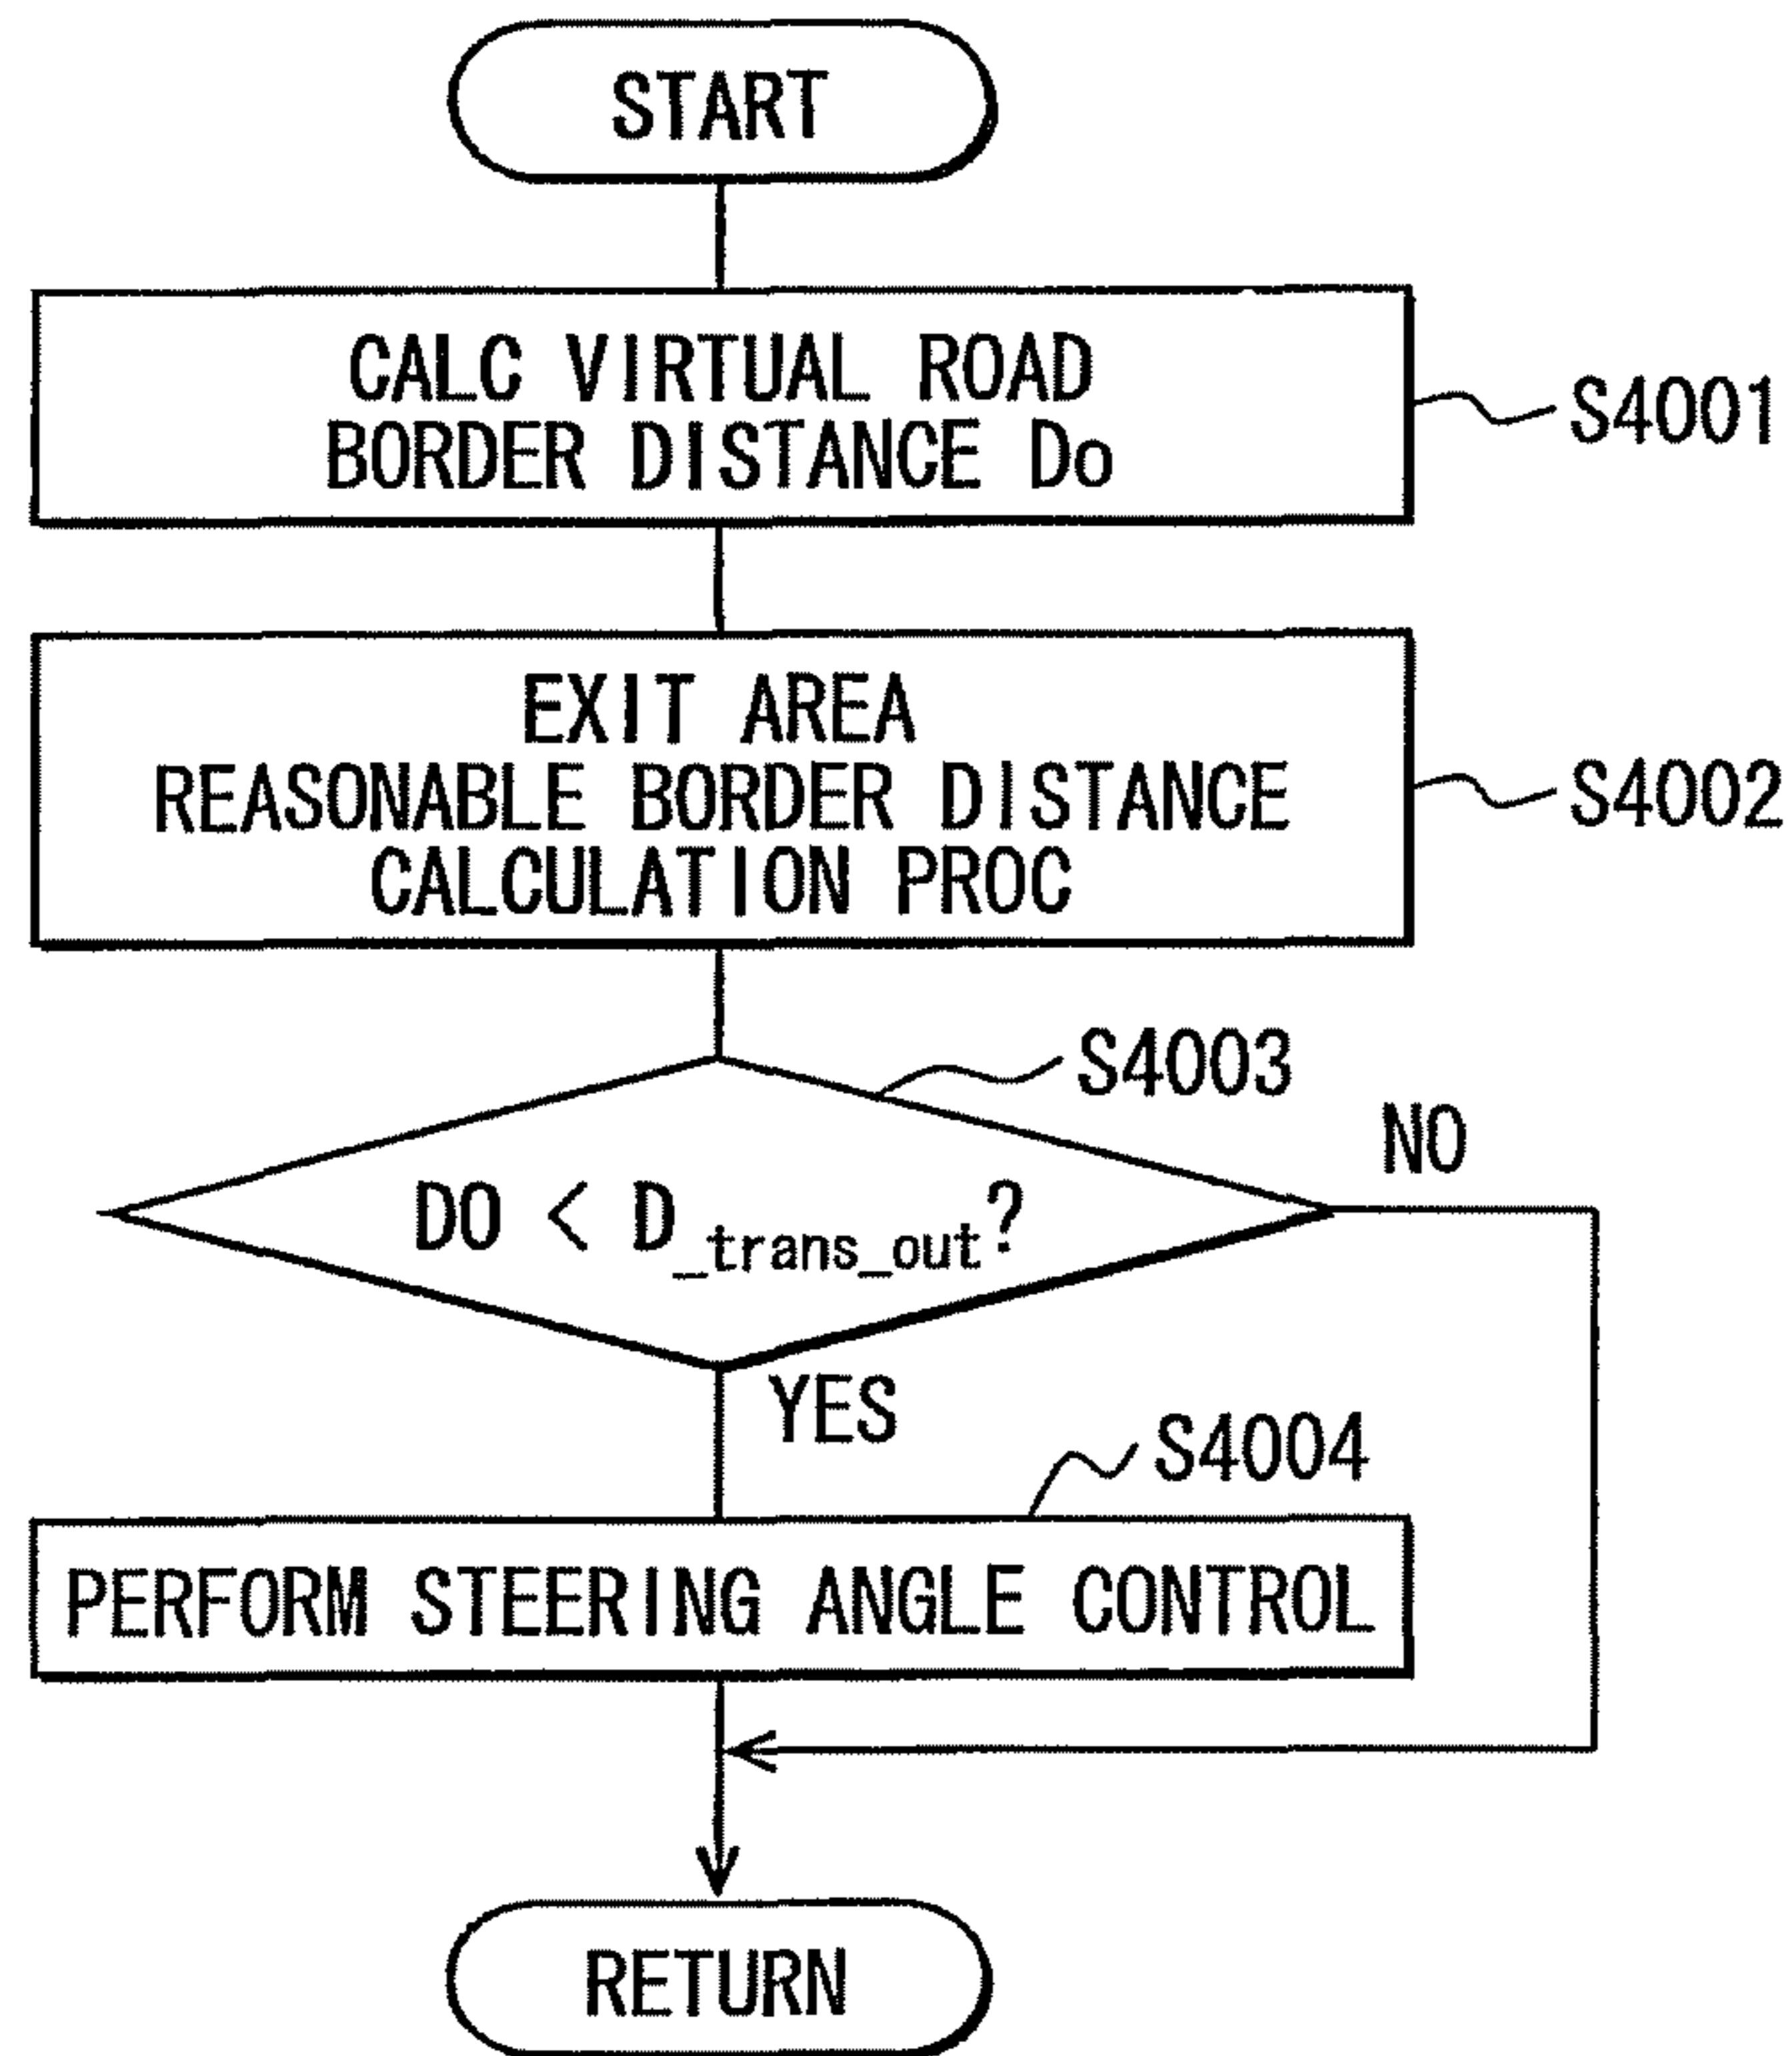 START
CALC VIRTUAL ROAD
BORDER DISTANCE Do
S4001
EXIT AREA
REASONABLE BORDER DISTANCE
CALCULATION PROC
S4002
S4003
NO
DO < D_trans_out?
YES
S4004
PERFORM STEERING ANGLE CONTROL
RETURN